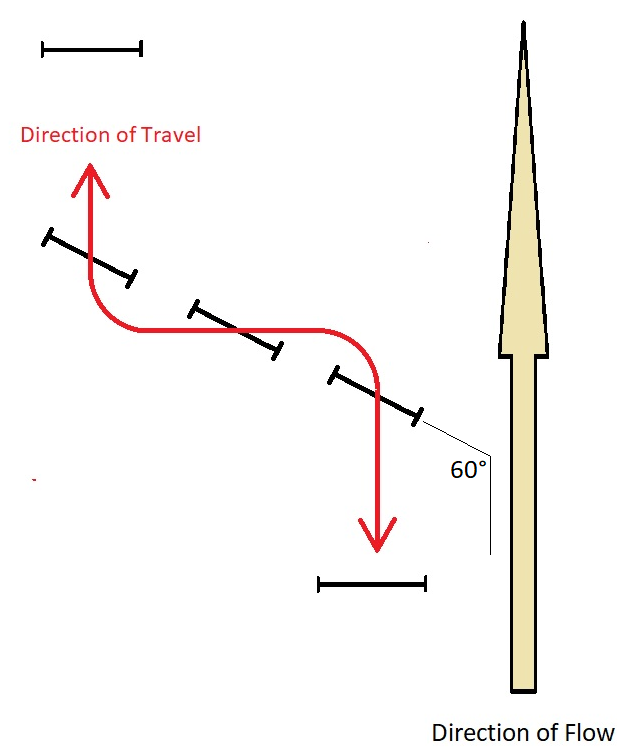 Direction of Travel
60°
Direction of Flow